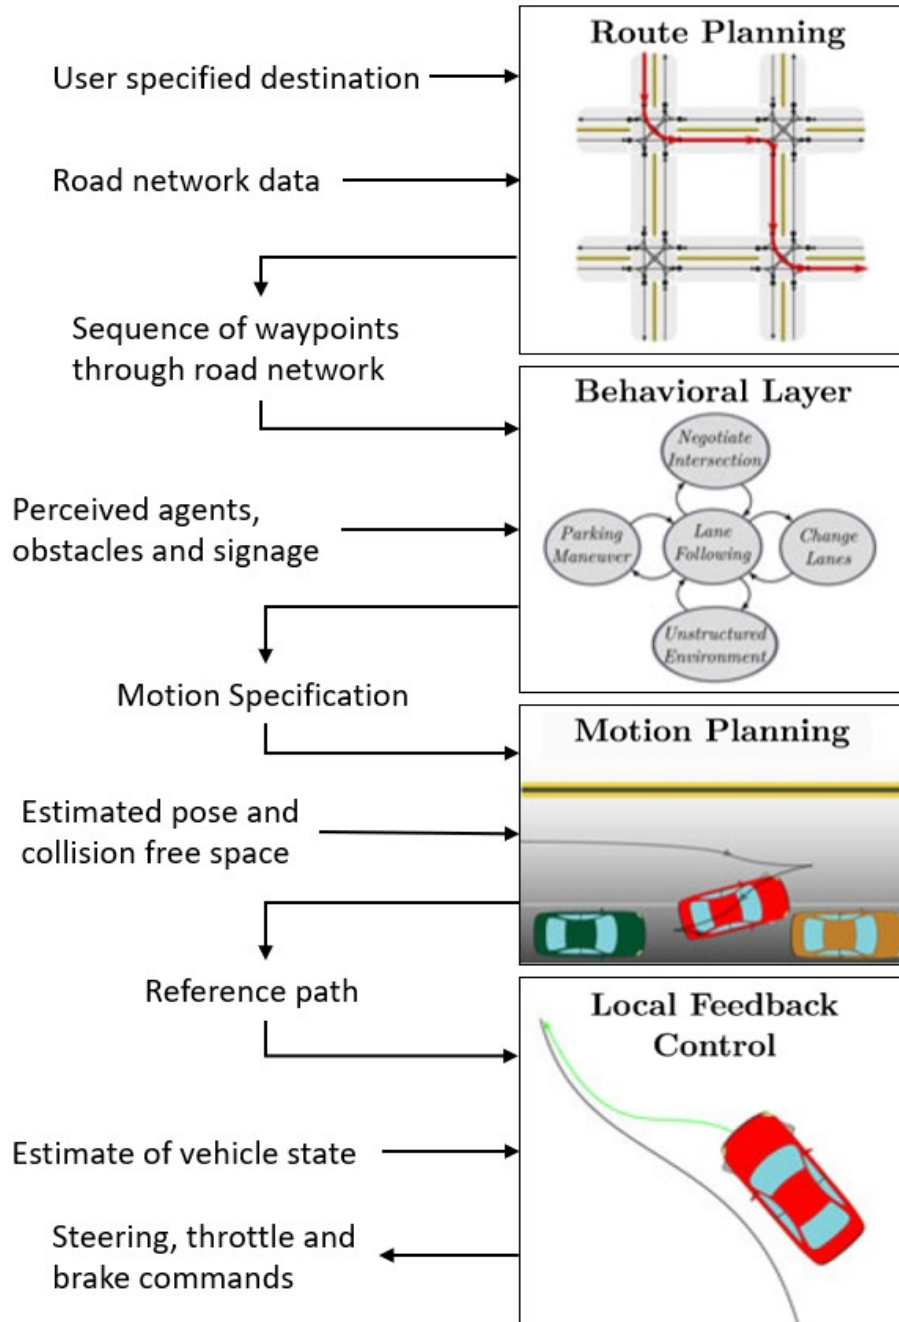 Route Planning
User specified destination
Road network data
Sequence of waypoints
through road network
Behavioral Layer
Negotiate
Intersection
Perceived agents,
obstacles and signage
Parking
Maneuver
Lane
Following
Change
Lanes
Unstructured
Environment
Motion Specification
Motion Planning
Estimated pose and
collision free space
Reference path
Local Feedback
Control
Estimate of vehicle state
Steering, throttle and
brake commands